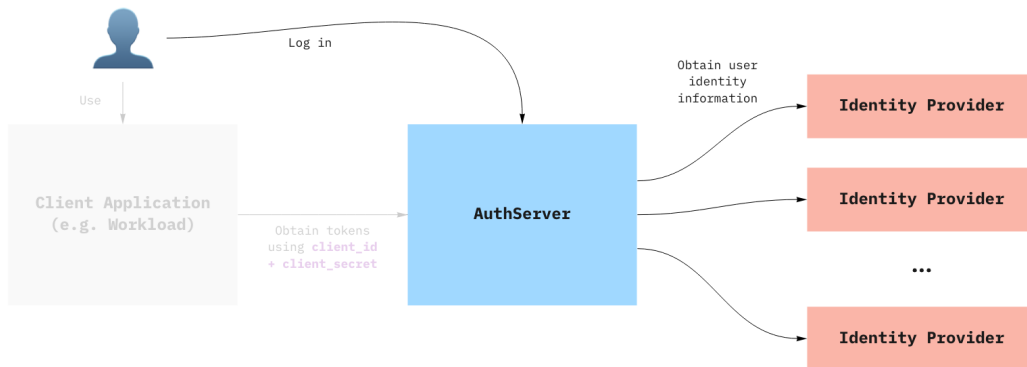 Log in
Use
Obtain user
identity
information
Identity Provider
Client Application
(e.g. Workload)
Obtain tokens
using client_id
+ client_secret
AuthServer
Identity Provider
...
Identity Provider